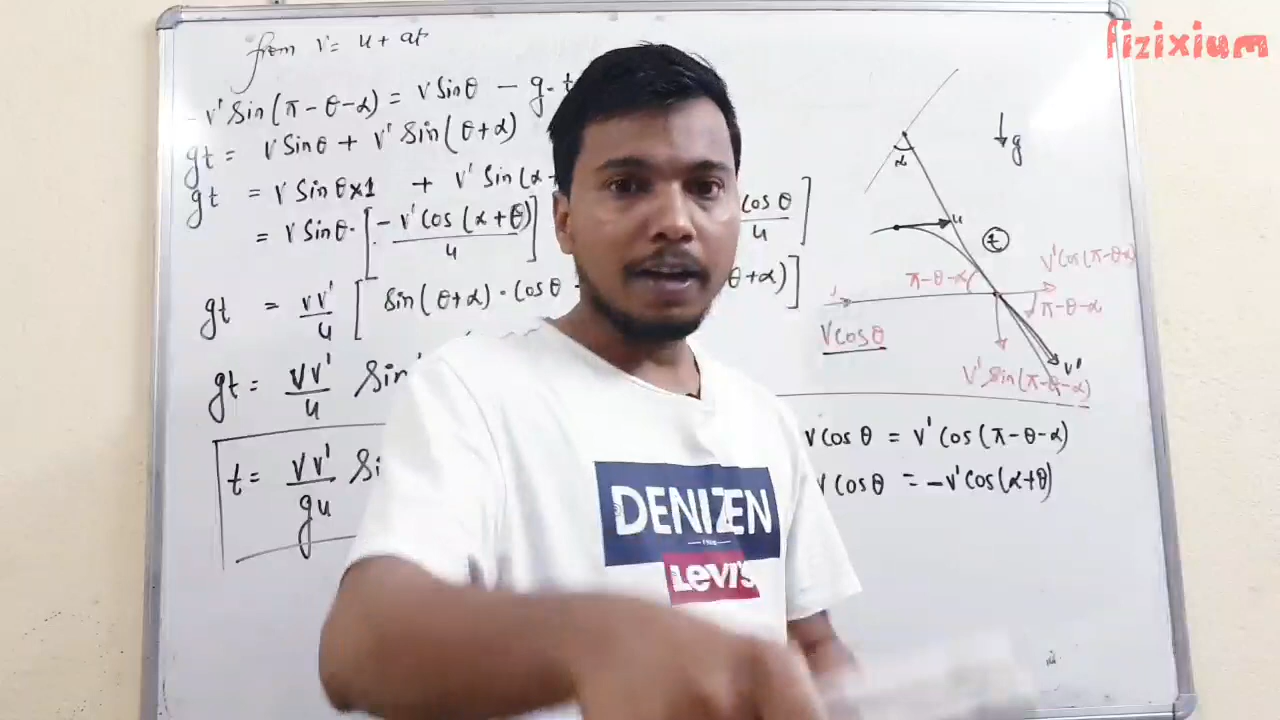 from v = u + at
- v' Sin(π-θ-α) = v Sinθ - g.t
gt = v Sinθ + v' Sin(θ+α)
gt = v Sinθ×1 + v' Sin(α
= v Sinθ·[-v' Cos (α+θ)/u] Cos θ/u]
gt = vv'/u [ Sin(θ+α)·Cosθ θ+α)]
gt = vv'/u Sin
t = vv'/gu Si
fizixium
α
g
u
t
v' Cos(π-θ-α)
π-θ-α
π-θ-α
v Cosθ
v'
v' Sin(π-θ-α)
v Cosθ = v' Cos(π-θ-α)
v Cosθ = -v' Cos(α+θ)
DENIZEN
LEVI'S